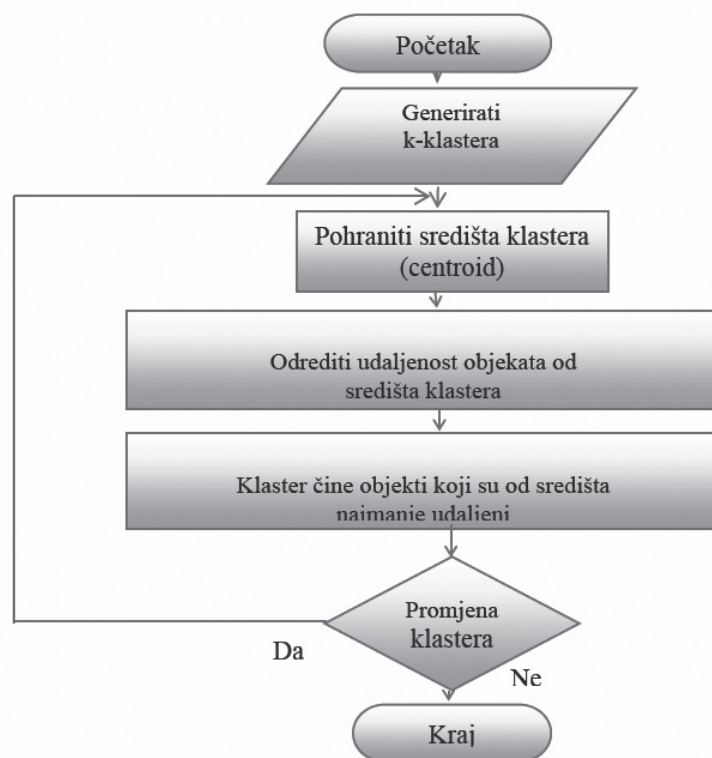 Početak
Generirati
k-klastera
Pohraniti središta klastera
(centroid)
Odrediti udaljenost objekata od
središta klastera
Klaster čine objekti koji su od središta
najmanje udaljeni
Promjena
klastera
Da
Ne
Kraj